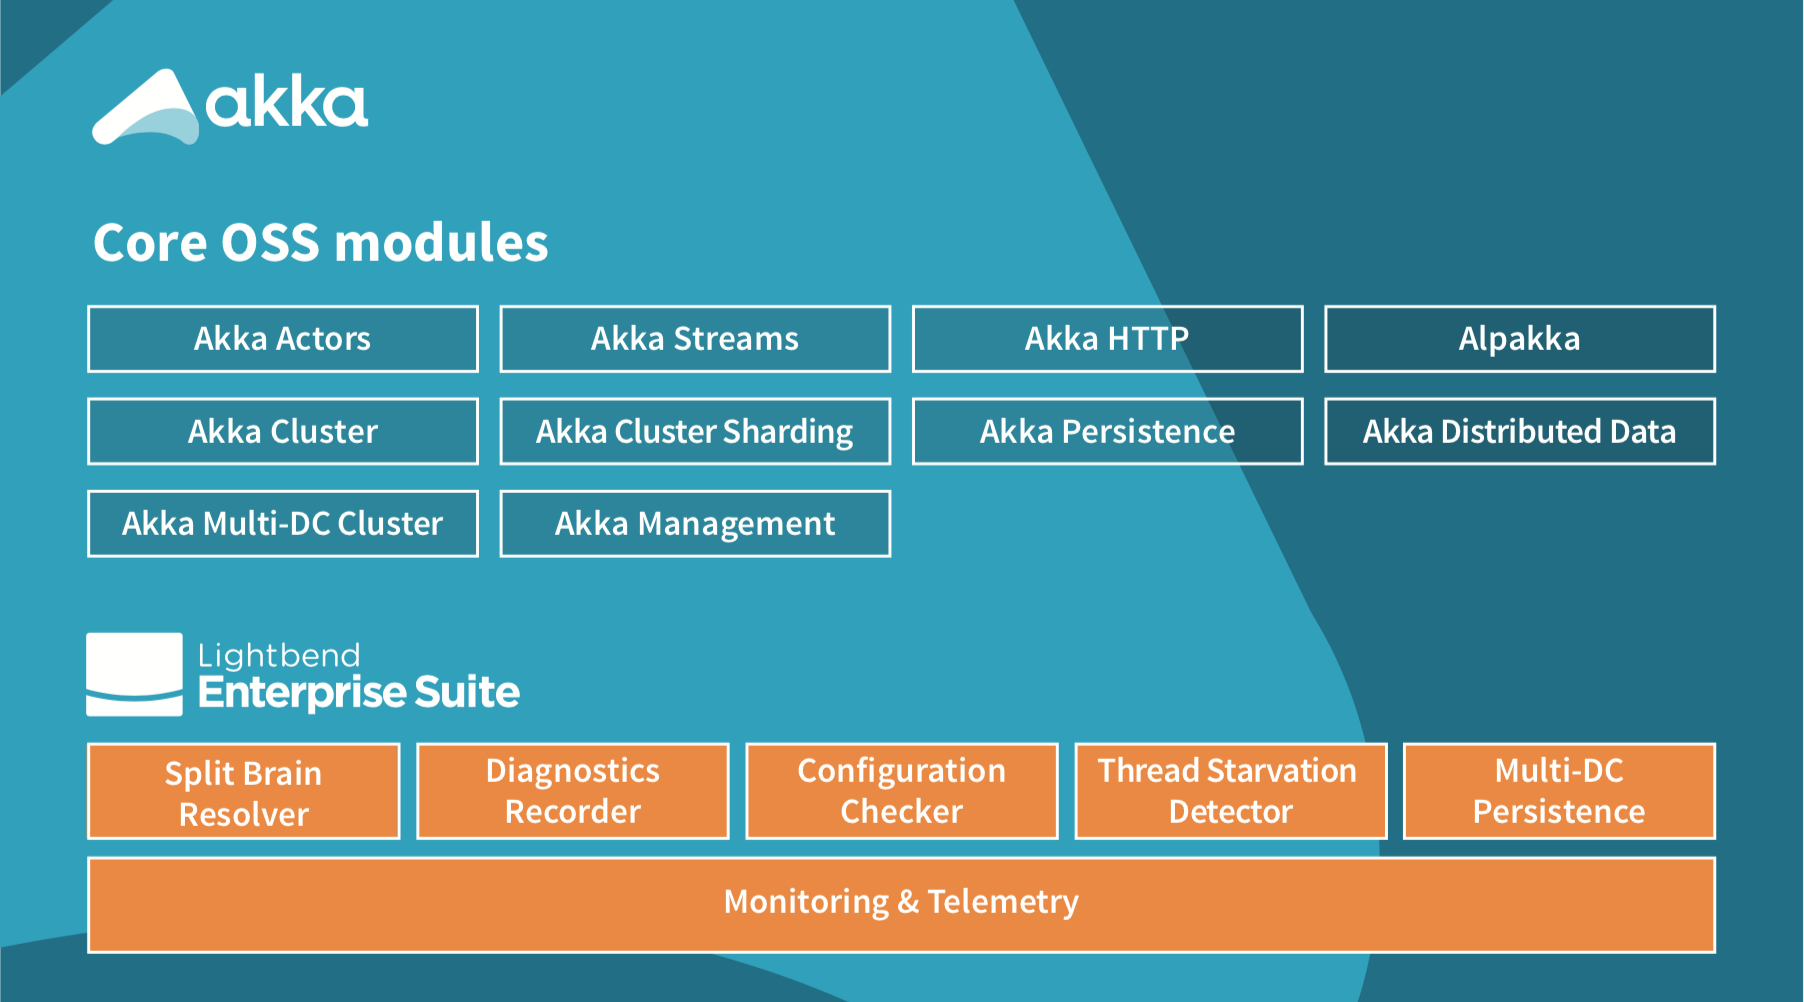 akka
Core OSS modules
Akka Actors
Akka Streams
Akka HTTP
Alpakka
Akka Cluster
Akka Cluster Sharding
Akka Persistence
Akka Distributed Data
Akka Multi-DC Cluster
Akka Management
Lightbend
Enterprise Suite
Split Brain
Resolver
Diagnostics
Recorder
Configuration
Checker
Thread Starvation
Detector
Multi-DC
Persistence
Monitoring & Telemetry